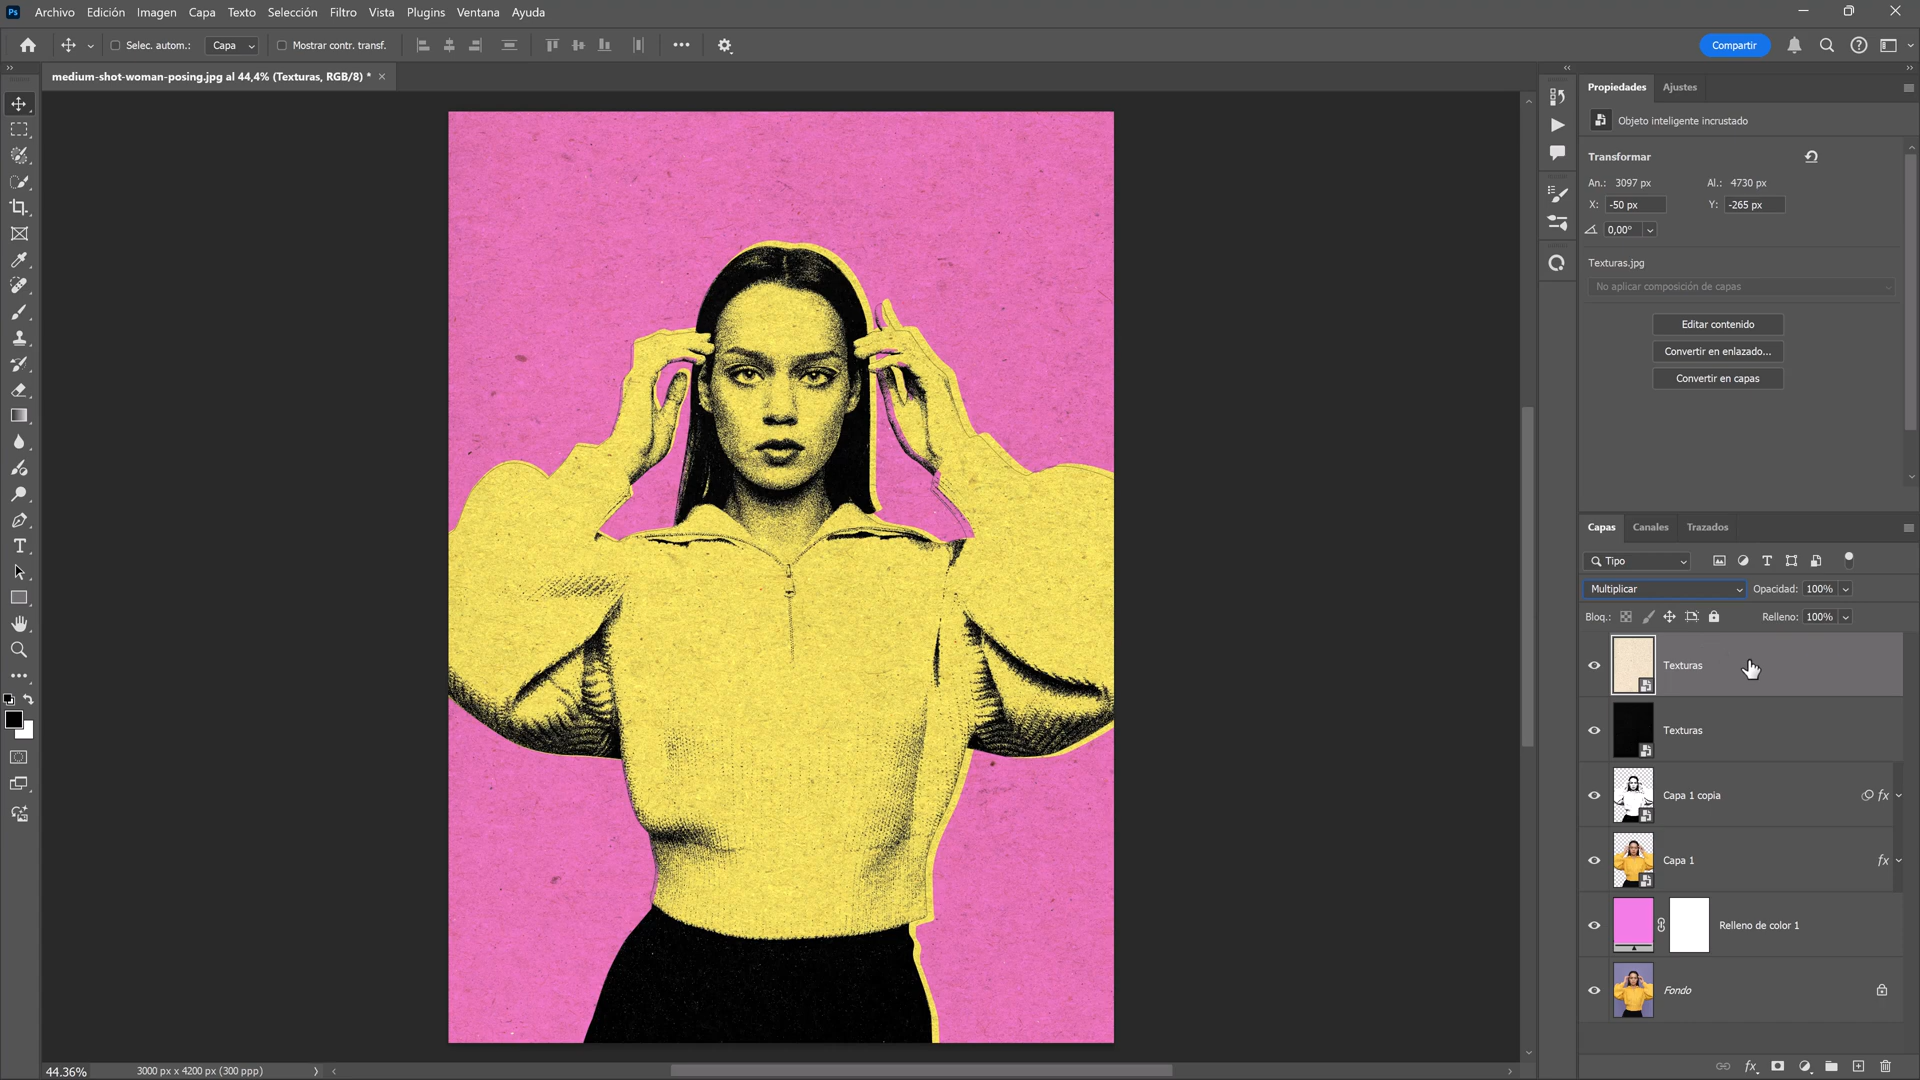 Ps Archivo Edición Imagen Capa Texto Selección Filtro Vista Plugins Ventana Ayuda
Selec. autom.: Capa Mostrar contr. transf. Compartir
medium-shot-woman-posing.jpg al 44,4% (Texturas, RGB/8) *
Propiedades Ajustes
Objeto inteligente incrustado
Transformar
An.: 3097 px Al.: 4730 px
X: -50 px Y: -265 px
0,00°
Texturas.jpg
No aplicar composición de capas
Editar contenido
Convertir en enlazado...
Convertir en capas
Capas Canales Trazados
Tipo
Multiplicar Opacidad: 100%
Bloq.: Relleno: 100%
Texturas
Texturas
Capa 1 copia fx
Capa 1 fx
Relleno de color 1
Fondo
44.36% 3000 px x 4200 px (300 ppp)
fx